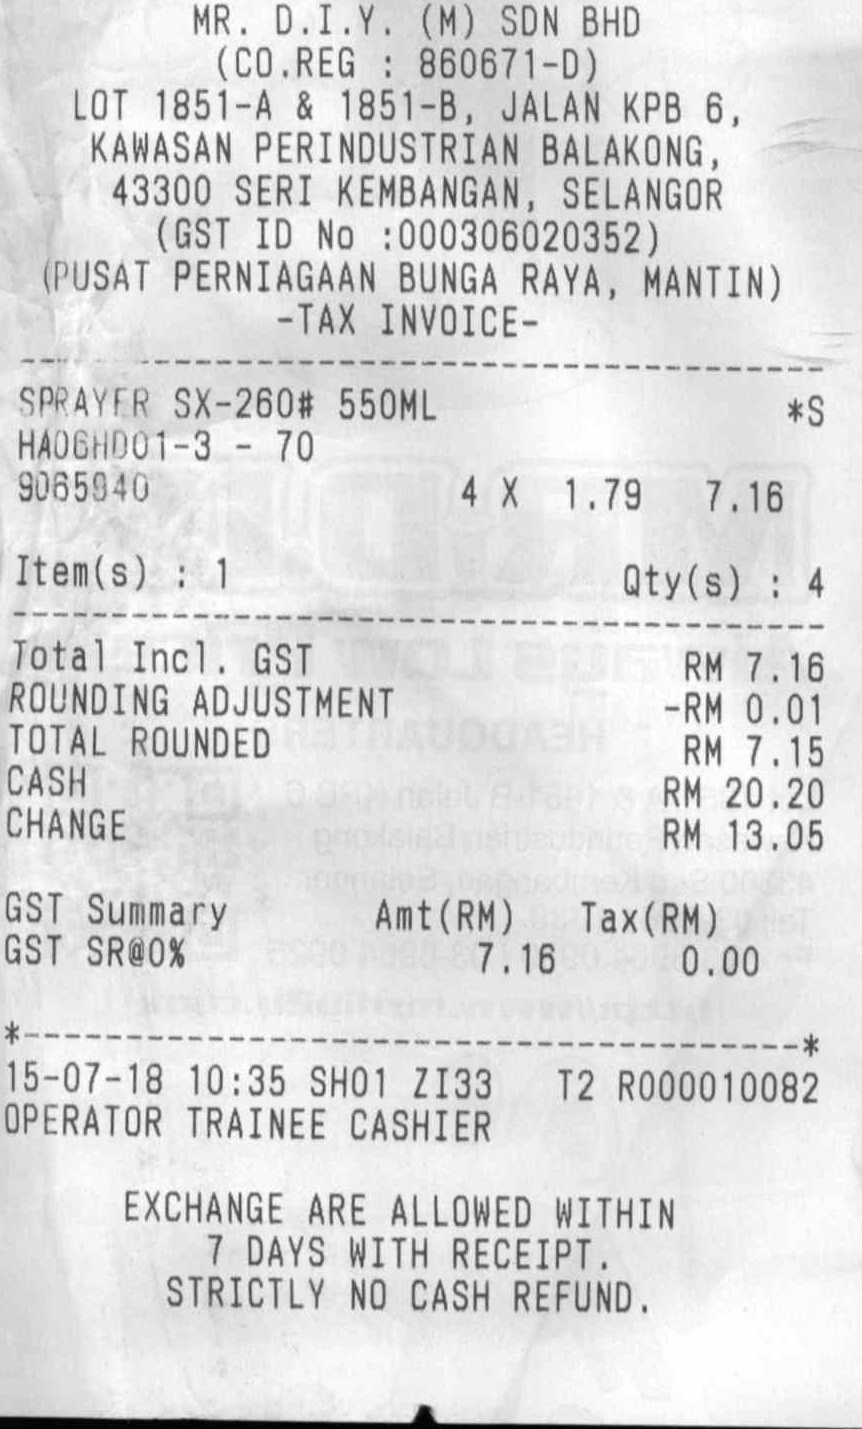 MR. D.I.Y. (M) SDN BHD
(CO.REG : 860671-D)
LOT 1851-A & 1851-B, JALAN KPB 6,
KAWASAN PERINDUSTRIAN BALAKONG,
43300 SERI KEMBANGAN, SELANGOR
(GST ID No :000306020352)
(PUSAT PERNIAGAAN BUNGA RAYA, MANTIN)
-TAX INVOICE-
SPRAYER SX-260# 550ML *S
HA06HD01-3 - 70
9065940 4 X 1.79 7.16
Item(s) : 1 Qty(s) : 4
Total Incl. GST RM 7.16
ROUNDING ADJUSTMENT -RM 0.01
TOTAL ROUNDED RM 7.15
CASH RM 20.20
CHANGE RM 13.05
GST Summary Amt(RM) Tax(RM)
GST SR@0% 7.16 0.00
*--------------------------------------*
15-07-18 10:35 SH01 ZI33 T2 R000010082
OPERATOR TRAINEE CASHIER
EXCHANGE ARE ALLOWED WITHIN
7 DAYS WITH RECEIPT.
STRICTLY NO CASH REFUND.